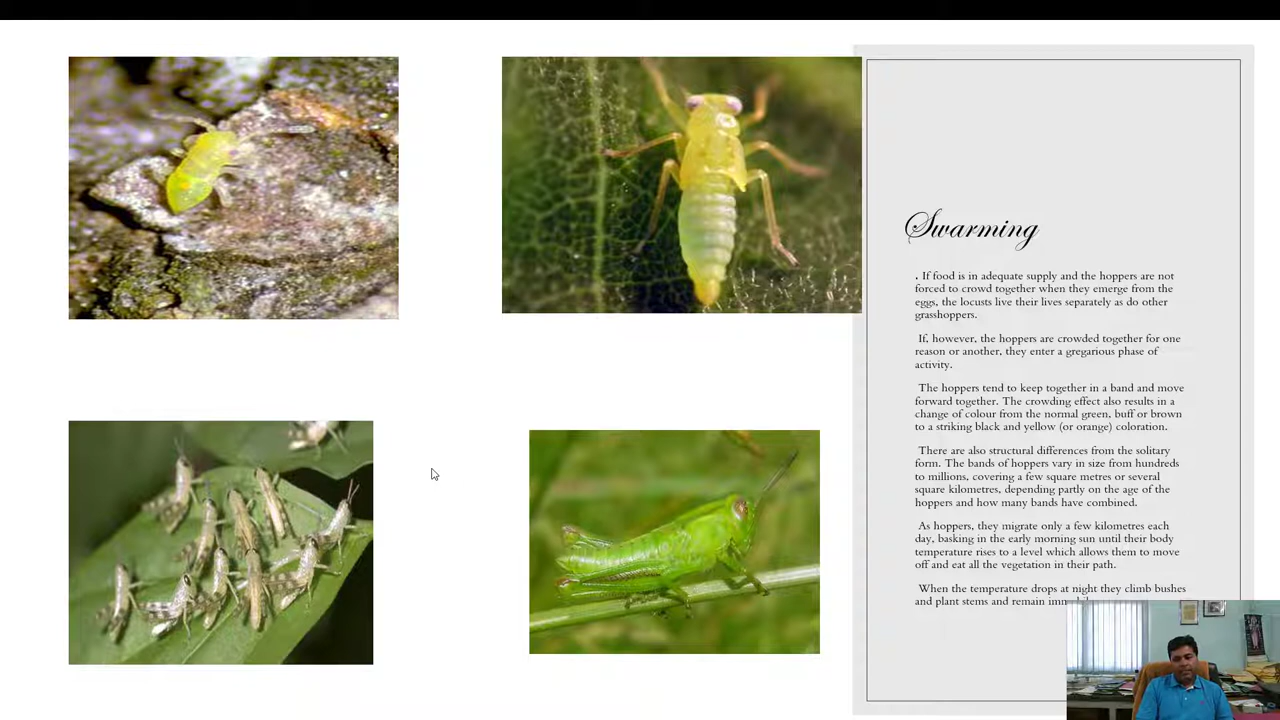 Swarming
. If food is in adequate supply and the hoppers are not
forced to crowd together when they emerge from the
eggs, the locusts live their lives separately as do other
grasshoppers.
If, however, the hoppers are crowded together for one
reason or another, they enter a gregarious phase of
activity.
The hoppers tend to keep together in a band and move
forward together. The crowding effect also results in a
change of colour from the normal green, buff or brown
to a striking black and yellow (or orange) coloration.
There are also structural differences from the solitary
form. The bands of hoppers vary in size from hundreds
to millions, covering a few square metres or several
square kilometres, depending partly on the age of the
hoppers and how many bands have combined.
As hoppers, they migrate only a few kilometres each
day, basking in the early morning sun until their body
temperature rises to a level which allows them to move
off and eat all the vegetation in their path.
When the temperature drops at night they climb bushes
and plant stems and remain